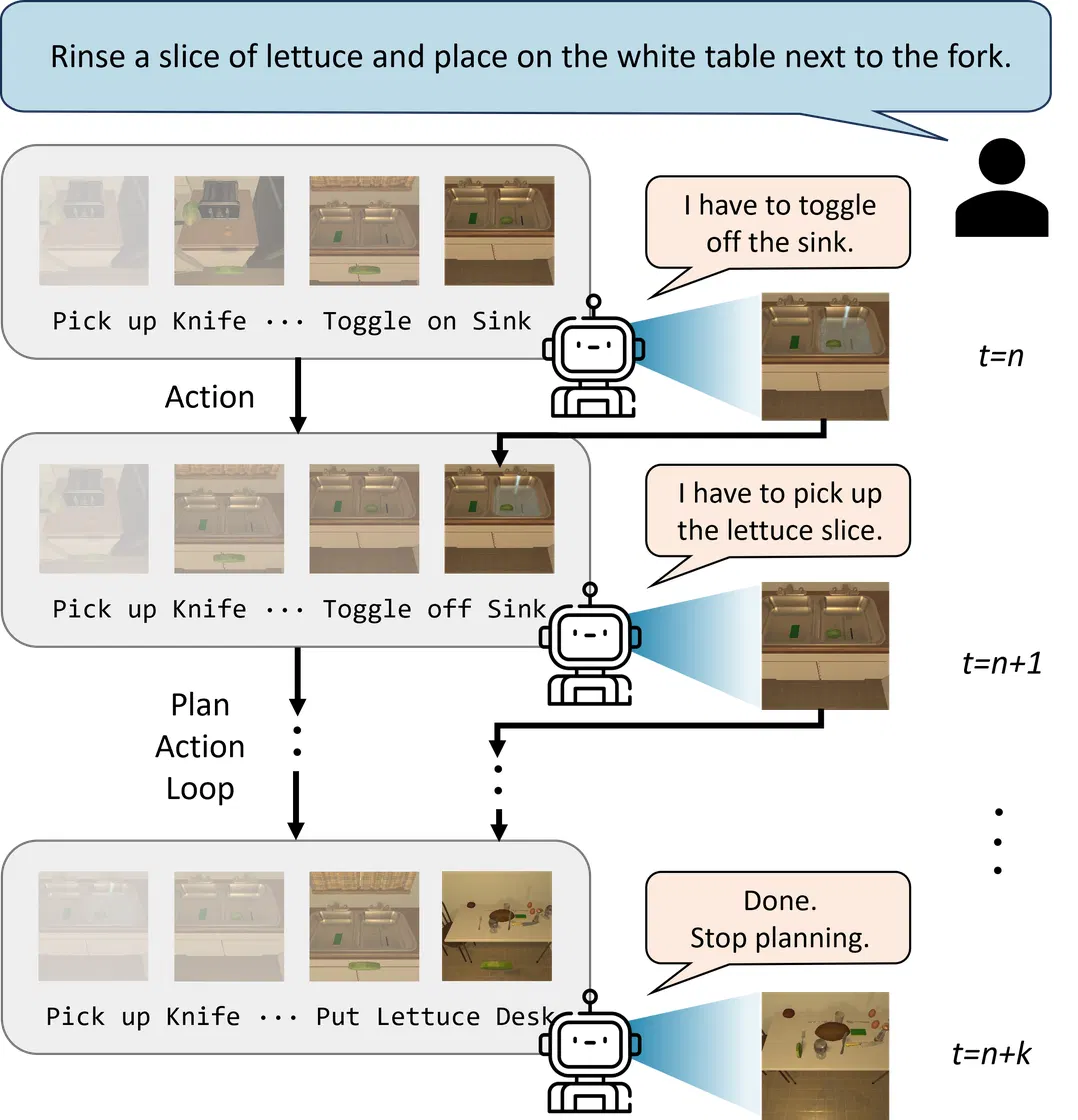 Rinse a slice of lettuce and place on the white table next to the fork.
I have to toggle
off the sink.
Pick up Knife ··· Toggle on Sink
t=n
Action
I have to pick up
the lettuce slice.
Pick up Knife ··· Toggle off Sink
t=n+1
Plan
Action
Loop
Done.
Stop planning.
Pick up Knife ··· Put Lettuce Desk
t=n+k